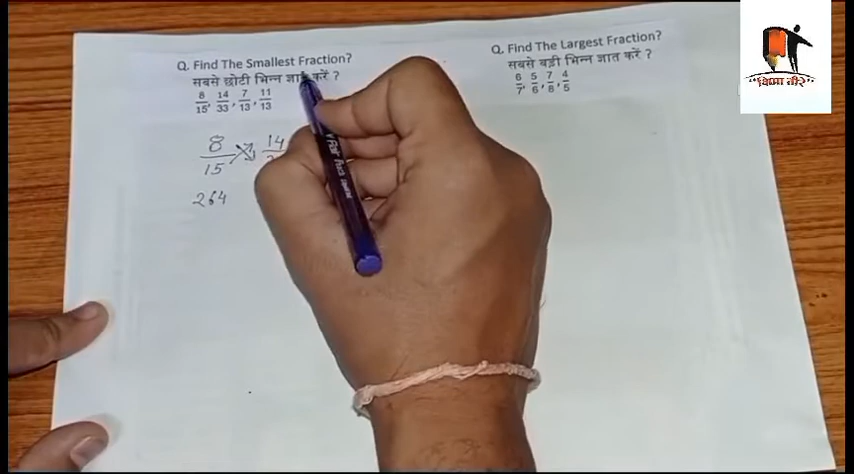 Q. Find The Smallest Fraction?
सबसे छोटी भिन्न ज्ञात करें ?
8/15, 14/33, 7/13, 11/13
8/15 14
264
Q. Find The Largest Fraction?
सबसे बड़ी भिन्न ज्ञात करें ?
6/7, 5/6, 7/8, 4/5